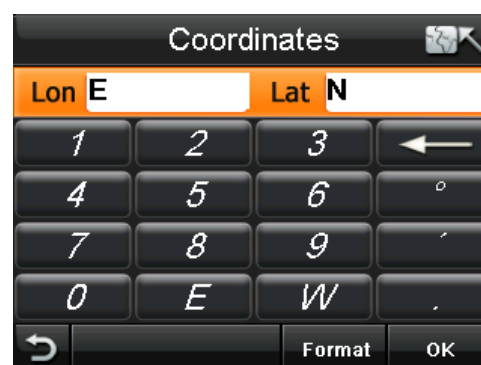 Coordinates
Lon E Lat N
1 2 3
4 5 6 °
7 8 9 ′
0 E W .
Format OK